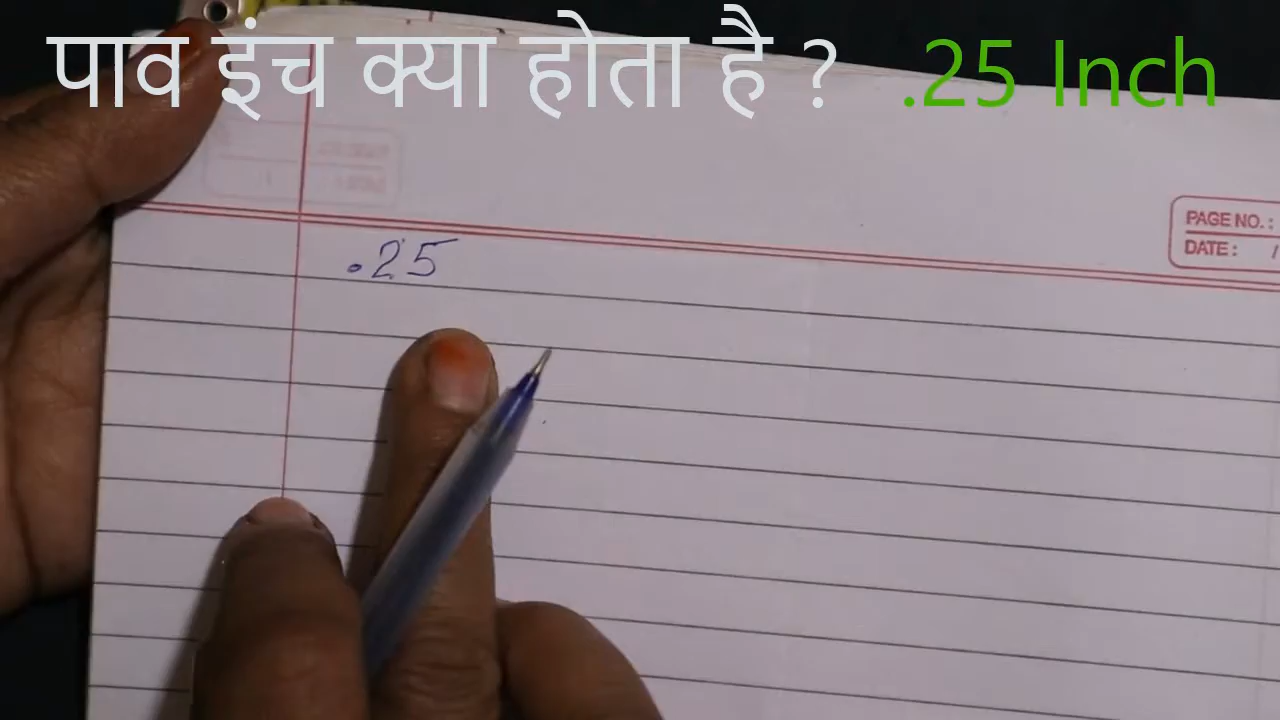 पाव इंच क्या होता है ? .25 Inch
PAGE NO. :
DATE : /
.25